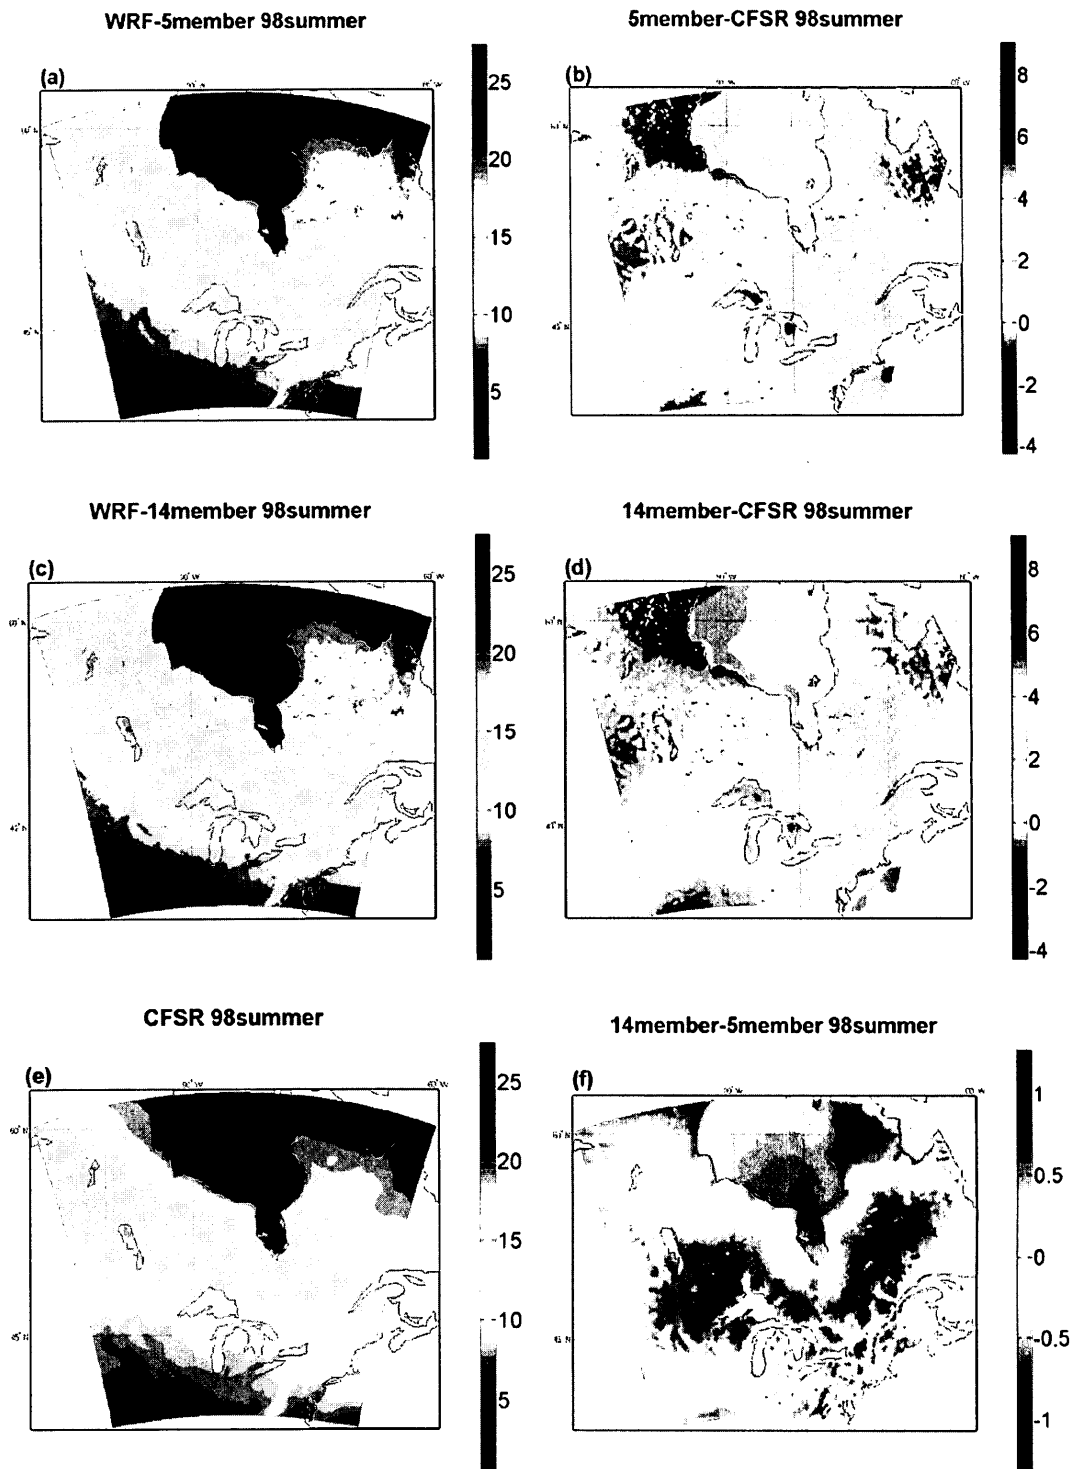 WRF-5member 98summer
5member-CFSR 98summer
(a)
(b)
25
20
15
10
5
8
6
4
2
0
-2
-4
WRF-14member 98summer
14member-CFSR 98summer
(c)
(d)
25
20
15
10
5
8
6
4
2
0
-2
-4
CFSR 98summer
14member-5member 98summer
(e)
(f)
25
20
15
10
5
1
0.5
0
-0.5
-1